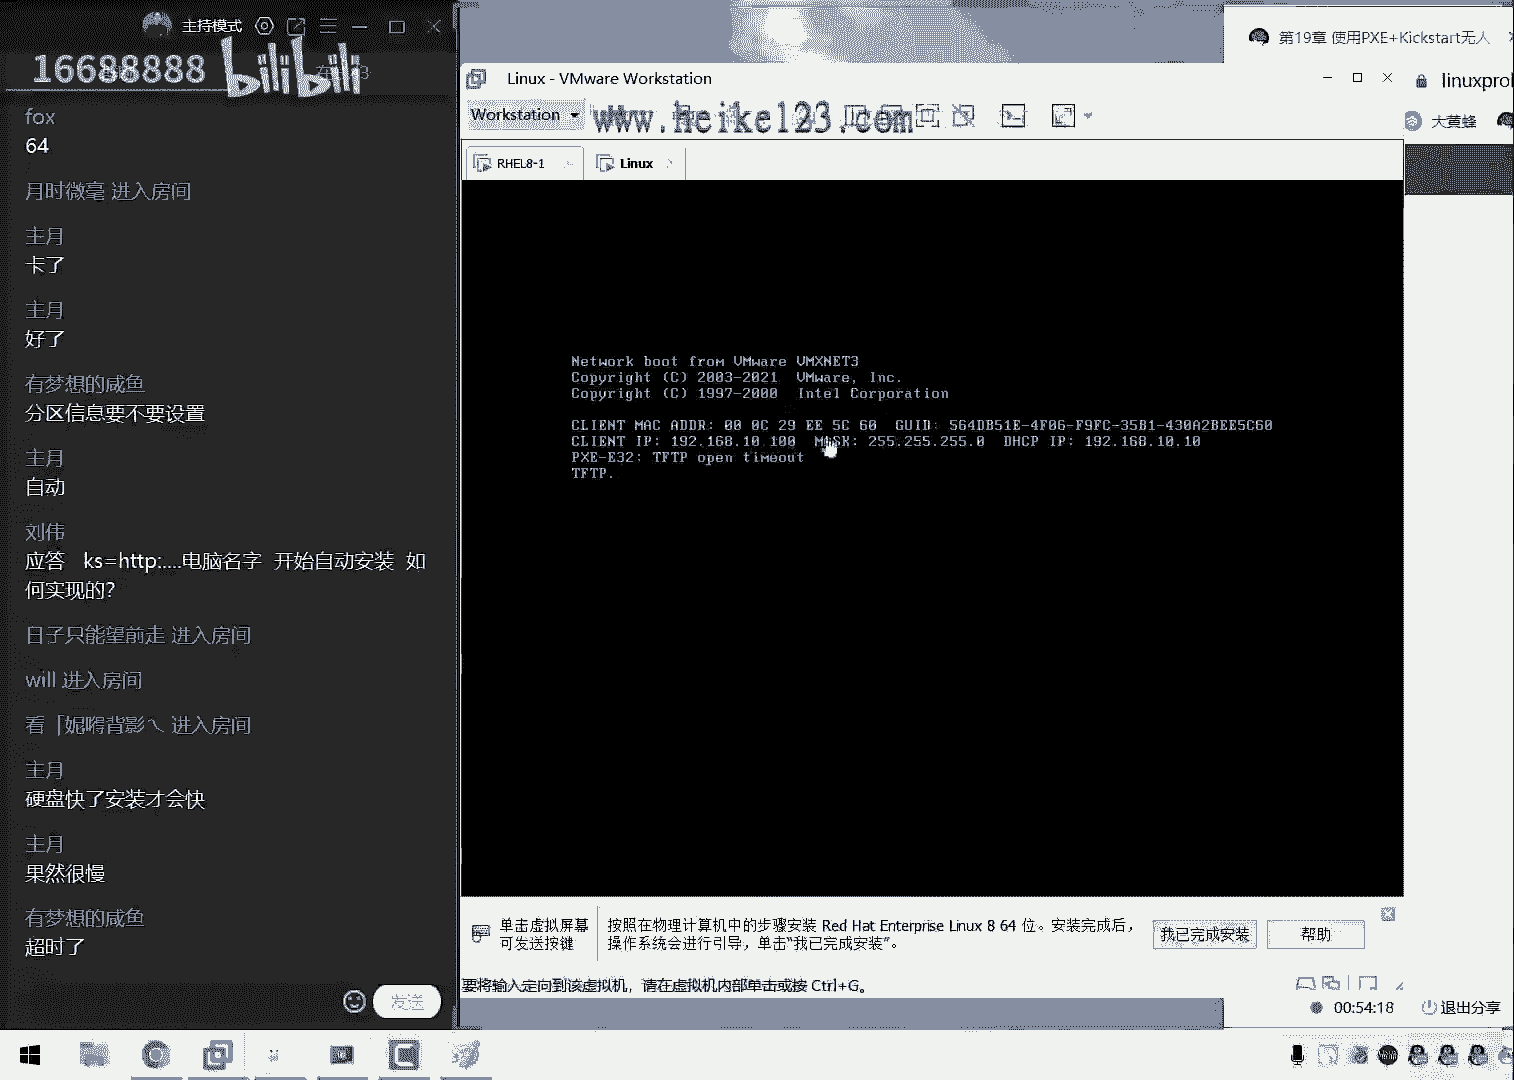 主持模式
16688888 bilibili
fox
64
月时微毫 进入房间
主月
卡了
主月
好了
有梦想的咸鱼
分区信息要不要设置
主月
自动
刘伟
应答 ks=http:....电脑名字 开始自动安装 如
何实现的?
日子只能望前走 进入房间
will 进入房间
看「妮嘚背影ヘ 进入房间
主月
硬盘快了安装才会快
主月
果然很慢
有梦想的咸鱼
超时了
发送
第19章 使用PXE+Kickstart无人
Linux - VMware Workstation
linuxpro
Workstation
www.heike123.com
大黄蜂
RHEL8-1
Linux
Network boot from VMware VMXNET3
Copyright (C) 2003-2021 VMware, Inc.
Copyright (C) 1997-2000 Intel Corporation
CLIENT MAC ADDR: 00 0C 29 EE 5C 60 GUID: 564DB51E-4F06-F9FC-35B1-430A2BEE5C60
CLIENT IP: 192.168.10.100 MASK: 255.255.255.0 DHCP IP: 192.168.10.10
PXE-E32: TFTP open timeout
TFTP.
单击虚拟屏幕
可发送按键
按照在物理计算机中的步骤安装 Red Hat Enterprise Linux 8 64 位。安装完成后，
操作系统会进行引导，单击“我已完成安装”。
我已完成安装
帮助
要将输入定向到该虚拟机，请在虚拟机内部单击或按 Ctrl+G。
00:54:18
退出分享